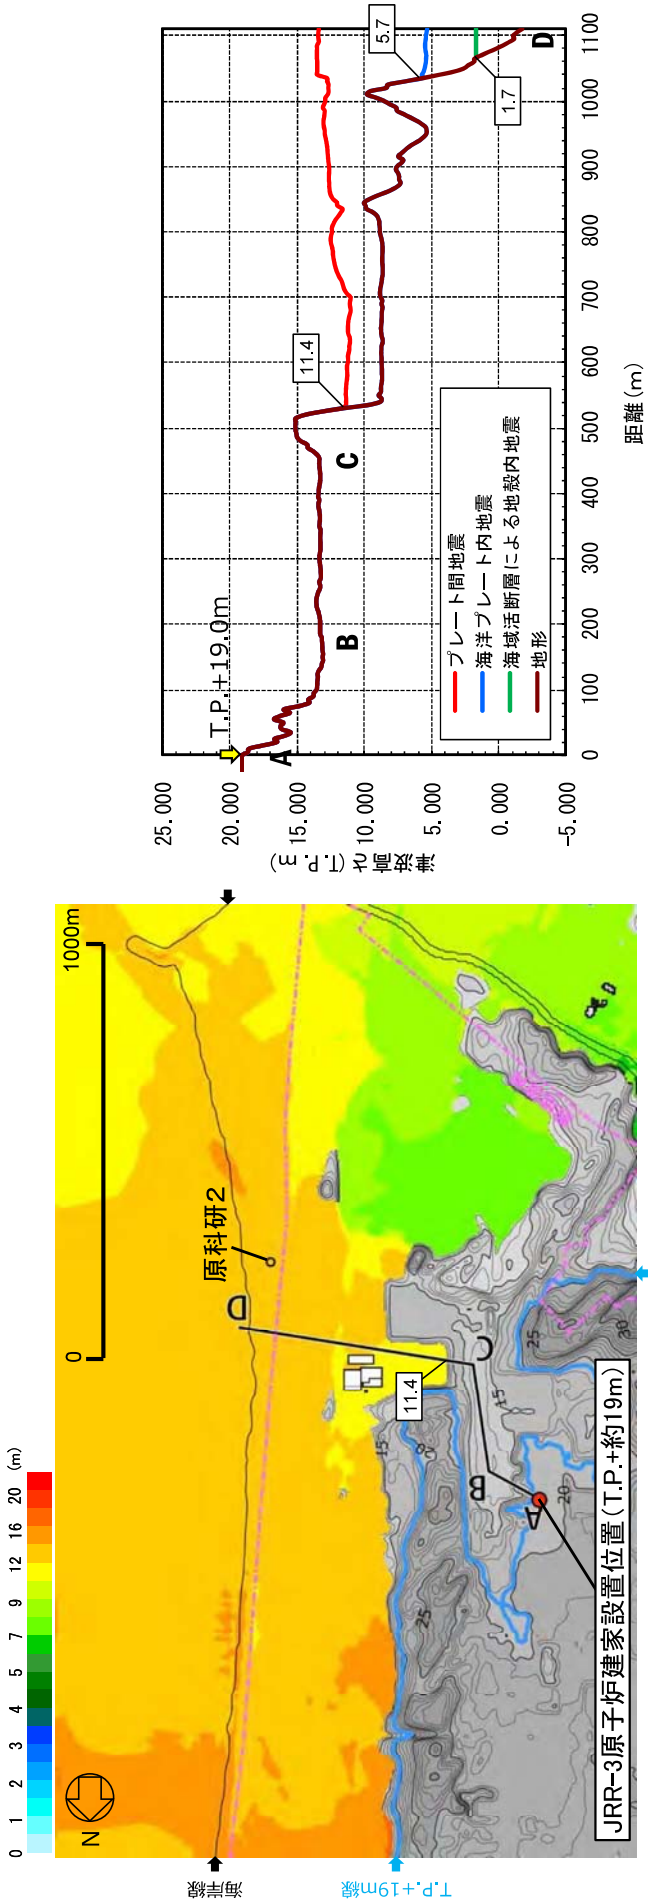 0 1 2 3 4 5 7 9 12 16 20 (m)
N
0
1000m
原科研2
D
11.4
C
B
A
15
20
25
15
20
25
30
海岸線
T.P.+19m線
JRR-3原子炉建家設置位置(T.P.+約19m)
T.P.+19.0m
津波高さ(T.P. m)
25.000
20.000
15.000
10.000
5.000
0.000
-5.000
A
B
C
D
11.4
5.7
1.7
プレート間地震
海洋プレート内地震
海域活断層による地殻内地震
地形
0 100 200 300 400 500 600 700 800 900 1000 1100
距離(m)